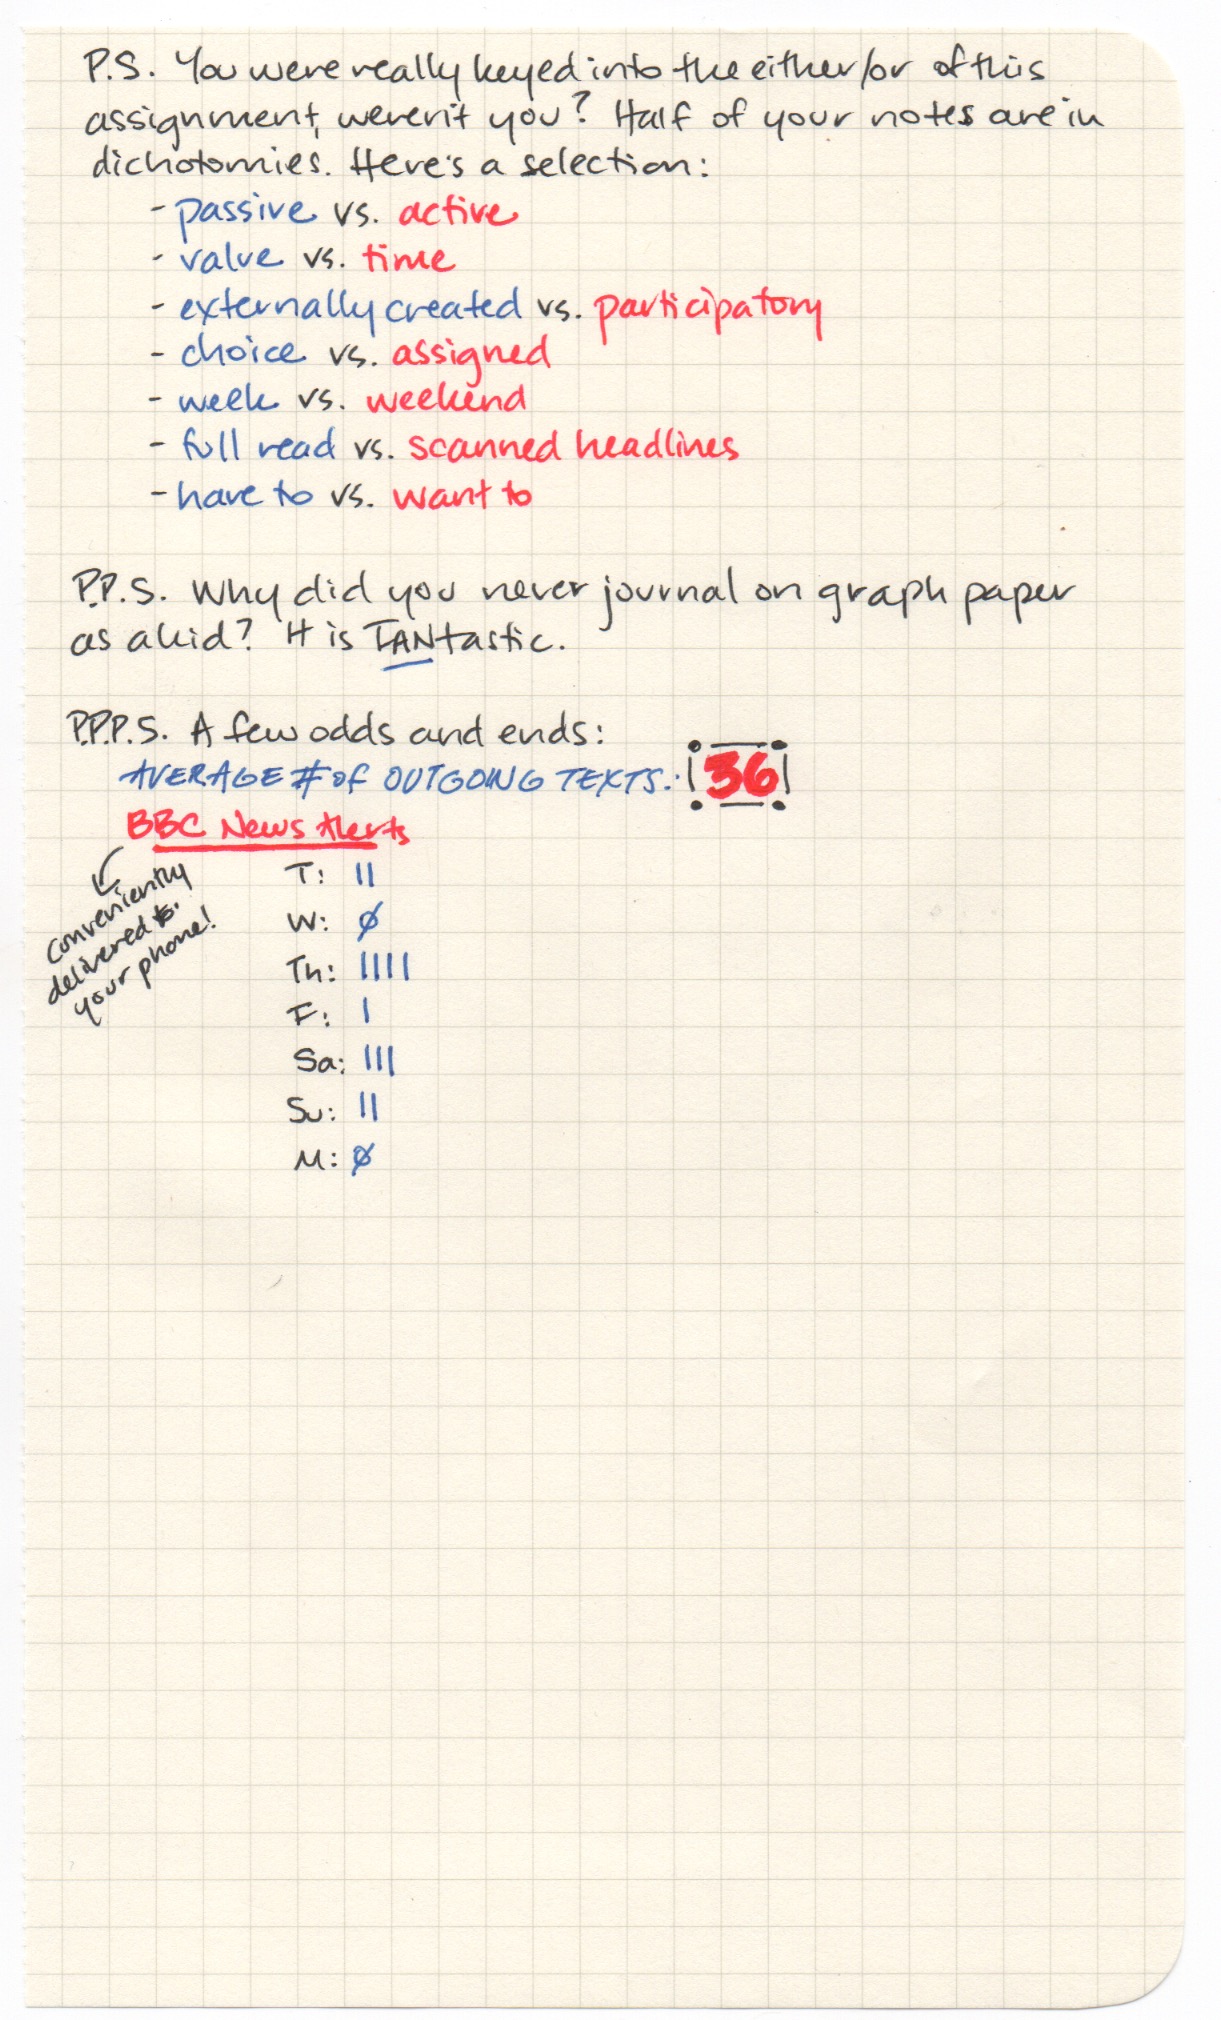 P.S. You were really keyed into the either/or of this
assignment, weren't you? Half of your notes are in
dichotomies. Here's a selection:
- passive vs. active
- value vs. time
- externally created vs. participatory
- choice vs. assigned
- week vs. weekend
- full read vs. scanned headlines
- have to vs. want to
P.P.S. Why did you never journal on graph paper
as a kid? It is FANtastic.
P.P.P.S. A few odds and ends:
AVERAGE # of OUTGOING TEXTS: 36
BBC News Alerts
conveniently
delivered to
your phone!
T: ||
W: ∅
Th: ||||
F: |
Sa: |||
Su: ||
M: ∅